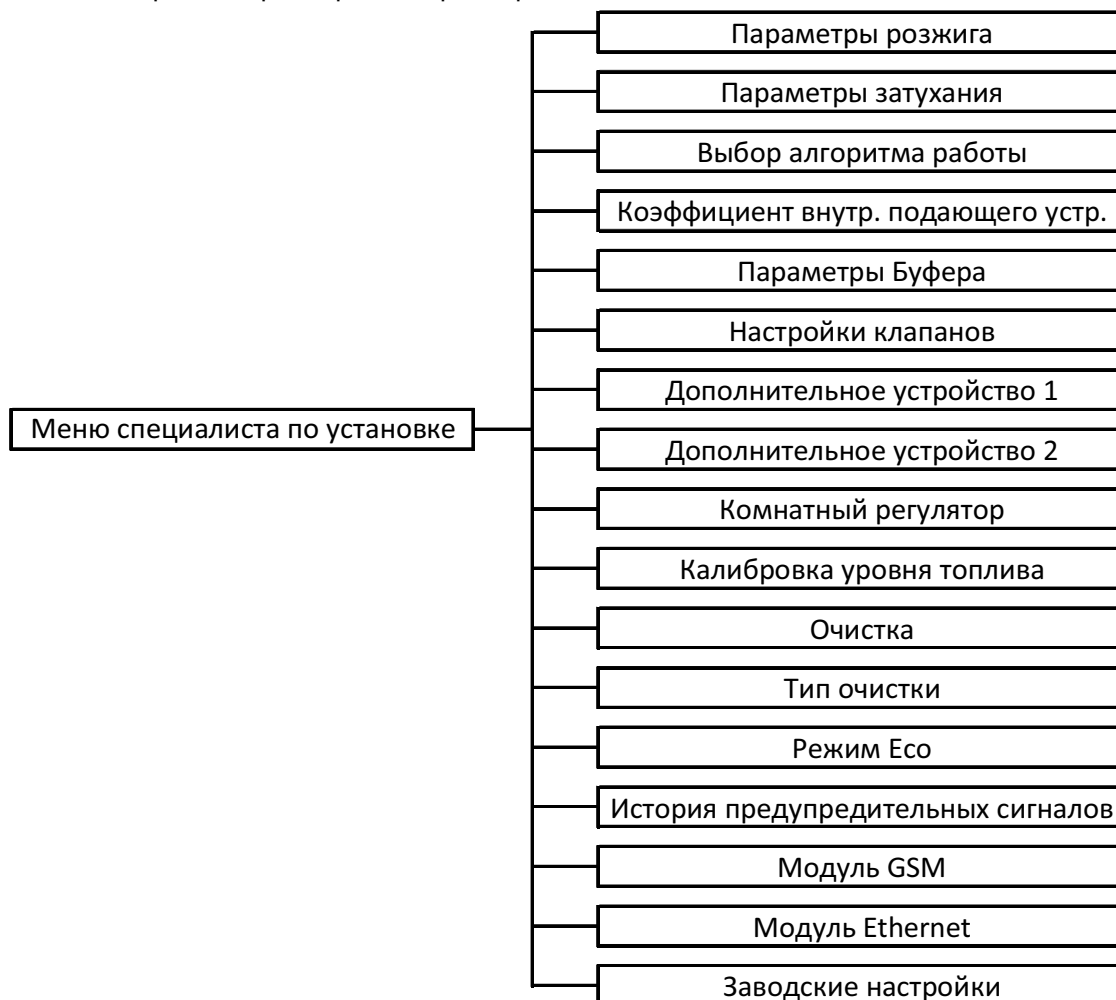 Параметры розжига
Параметры затухания
Выбор алгоритма работы
Коэффициент внутр. подающего устр.
Параметры Буфера
Настройки клапанов
Дополнительное устройство 1
Меню специалиста по установке
Дополнительное устройство 2
Комнатный регулятор
Калибровка уровня топлива
Очистка
Тип очистки
Режим Eco
История предупредительных сигналов
Модуль GSM
Модуль Ethernet
Заводские настройки